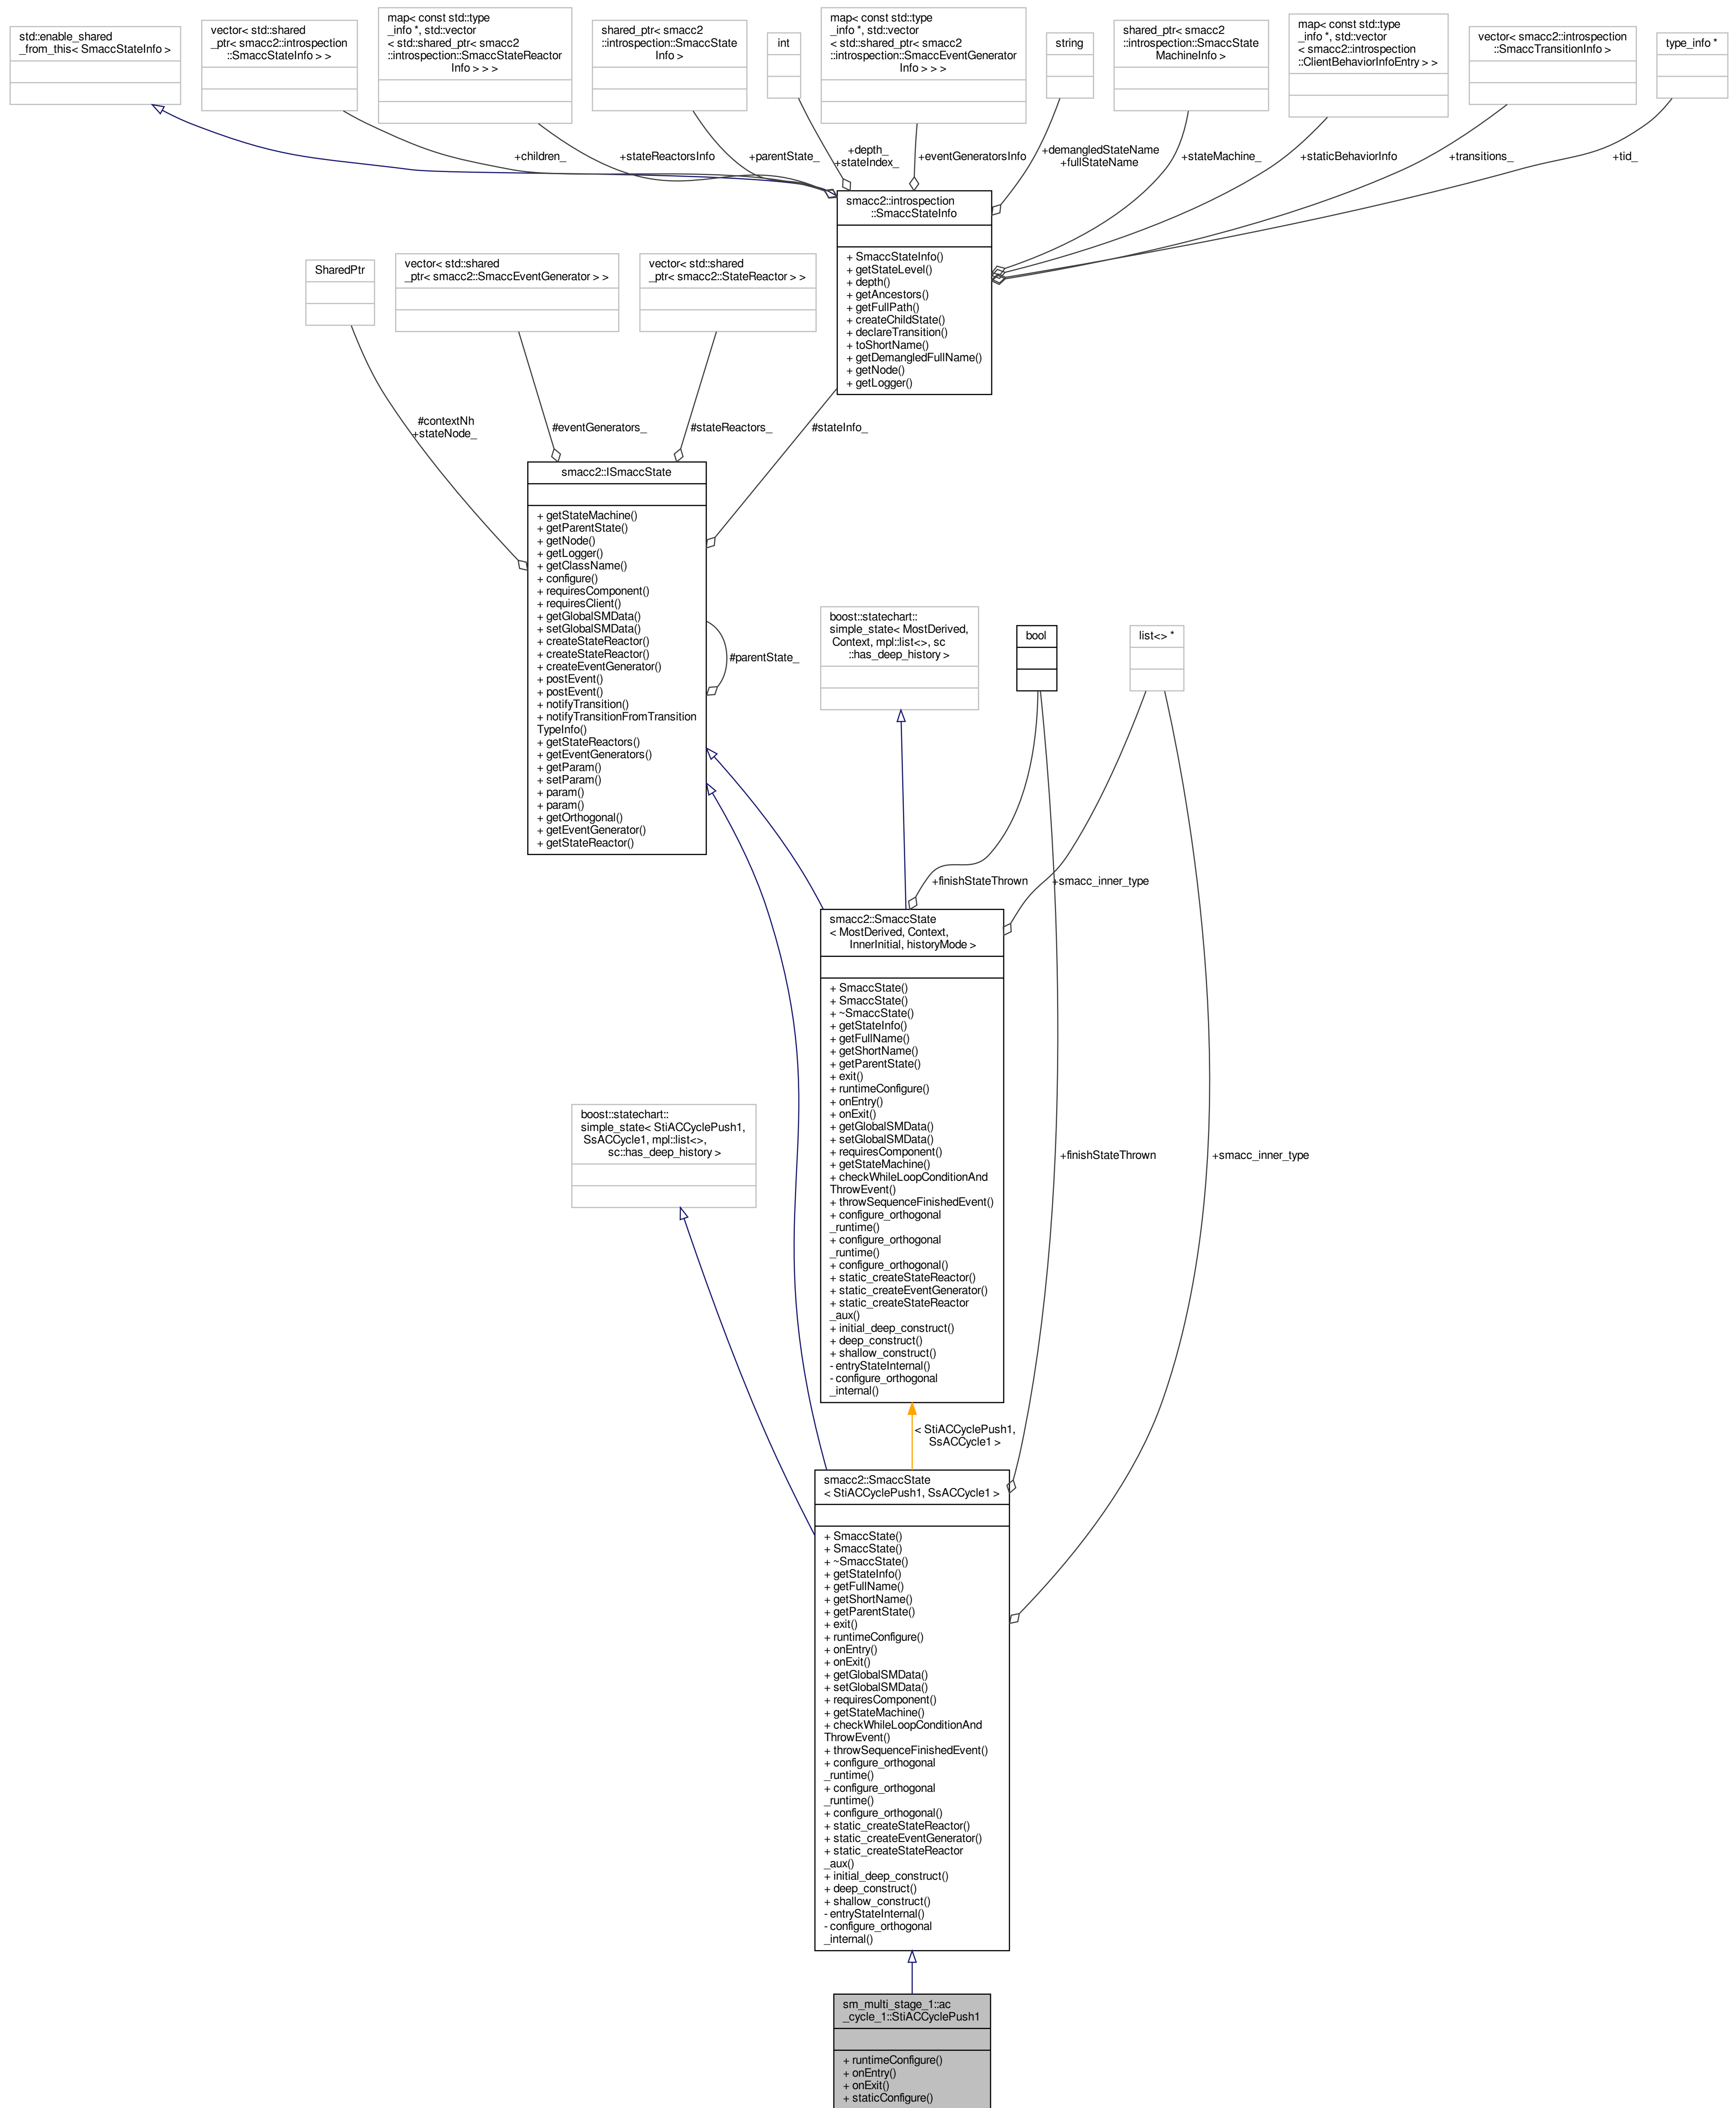 std::enable_shared
_from_this< SmaccStateInfo >
vector< std::shared
_ptr< smacc2::introspection
::SmaccStateInfo > >
map< const std::type
_info *, std::vector
< std::shared_ptr< smacc2
::introspection::SmaccStateReactor
Info > > >
shared_ptr< smacc2
::introspection::SmaccState
Info >
int
map< const std::type
_info *, std::vector
< std::shared_ptr< smacc2
::introspection::SmaccEventGenerator
Info > > >
string
shared_ptr< smacc2
::introspection::SmaccState
MachineInfo >
map< const std::type
_info *, std::vector
< smacc2::introspection
::ClientBehaviorInfoEntry > >
vector< smacc2::introspection
::SmaccTransitionInfo >
type_info *
+children_
+stateReactorsInfo
+parentState_
+depth_
+stateIndex_
+eventGeneratorsInfo
+demangledStateName
+fullStateName
+stateMachine_
+staticBehaviorInfo
+transitions_
+tid_
smacc2::introspection
::SmaccStateInfo
+ SmaccStateInfo()
+ getStateLevel()
+ depth()
+ getAncestors()
+ getFullPath()
+ createChildState()
+ declareTransition()
+ toShortName()
+ getDemangledFullName()
+ getNode()
+ getLogger()
SharedPtr
vector< std::shared
_ptr< smacc2::SmaccEventGenerator > >
vector< std::shared
_ptr< smacc2::StateReactor > >
#contextNh
+stateNode_
#eventGenerators_
#stateReactors_
#stateInfo_
smacc2::ISmaccState
+ getStateMachine()
+ getParentState()
+ getNode()
+ getLogger()
+ getClassName()
+ configure()
+ requiresComponent()
+ requiresClient()
+ getGlobalSMData()
+ setGlobalSMData()
+ createStateReactor()
+ createStateReactor()
+ createEventGenerator()
+ postEvent()
+ postEvent()
+ notifyTransition()
+ notifyTransitionFromTransition
TypeInfo()
+ getStateReactors()
+ getEventGenerators()
+ getParam()
+ setParam()
+ param()
+ param()
+ getOrthogonal()
+ getEventGenerator()
+ getStateReactor()
#parentState_
boost::statechart::
simple_state< MostDerived,
Context, mpl::list<>, sc
::has_deep_history >
bool
list<> *
+finishStateThrown
+smacc_inner_type
smacc2::SmaccState
< MostDerived, Context,
InnerInitial, historyMode >
+ SmaccState()
+ SmaccState()
+ ~SmaccState()
+ getStateInfo()
+ getFullName()
+ getShortName()
+ getParentState()
+ exit()
+ runtimeConfigure()
+ onEntry()
+ onExit()
+ getGlobalSMData()
+ setGlobalSMData()
+ requiresComponent()
+ getStateMachine()
+ checkWhileLoopConditionAnd
ThrowEvent()
+ throwSequenceFinishedEvent()
+ configure_orthogonal
_runtime()
+ configure_orthogonal
_runtime()
+ configure_orthogonal()
+ static_createStateReactor()
+ static_createEventGenerator()
+ static_createStateReactor
_aux()
+ initial_deep_construct()
+ deep_construct()
+ shallow_construct()
- entryStateInternal()
- configure_orthogonal
_internal()
boost::statechart::
simple_state< StiACCyclePush1,
SsACCycle1, mpl::list<>,
sc::has_deep_history >
+finishStateThrown
+smacc_inner_type
< StiACCyclePush1,
SsACCycle1 >
smacc2::SmaccState
< StiACCyclePush1, SsACCycle1 >
+ SmaccState()
+ SmaccState()
+ ~SmaccState()
+ getStateInfo()
+ getFullName()
+ getShortName()
+ getParentState()
+ exit()
+ runtimeConfigure()
+ onEntry()
+ onExit()
+ getGlobalSMData()
+ setGlobalSMData()
+ requiresComponent()
+ getStateMachine()
+ checkWhileLoopConditionAnd
ThrowEvent()
+ throwSequenceFinishedEvent()
+ configure_orthogonal
_runtime()
+ configure_orthogonal
_runtime()
+ configure_orthogonal()
+ static_createStateReactor()
+ static_createEventGenerator()
+ static_createStateReactor
_aux()
+ initial_deep_construct()
+ deep_construct()
+ shallow_construct()
- entryStateInternal()
- configure_orthogonal
_internal()
sm_multi_stage_1::ac
_cycle_1::StiACCyclePush1
+ runtimeConfigure()
+ onEntry()
+ onExit()
+ staticConfigure()